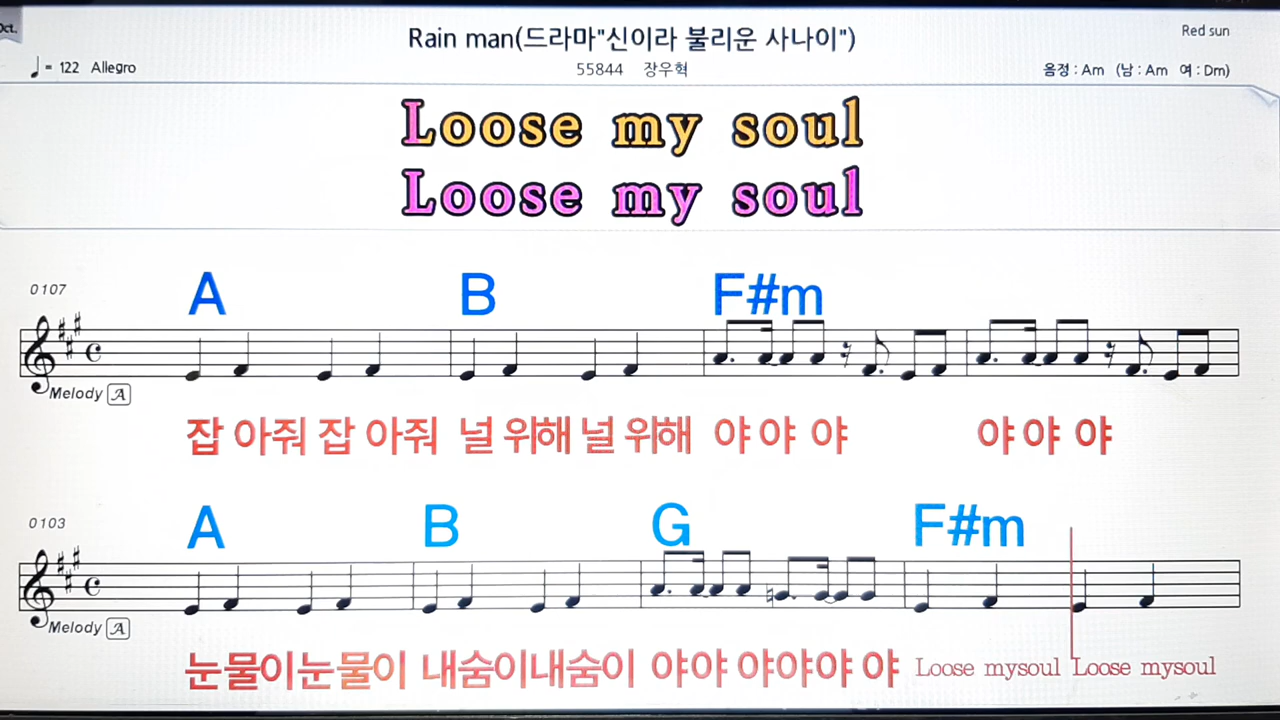 Oct.
Rain man(드라마"신이라 불리운 사나이")
Red sun
♩ = 122 Allegro
55844 장우혁
음정 : Am (남 : Am 여 : Dm)
Loose my soul
Loose my soul
0107
A B F#m
Melody A
잡 아줘 잡 아줘 널 위해 널 위해 야 야 야 야 야 야
0103
A B G F#m
Melody A
눈물이눈물이 내숨이내숨이 야야 야야야 야 Loose mysoul Loose mysoul